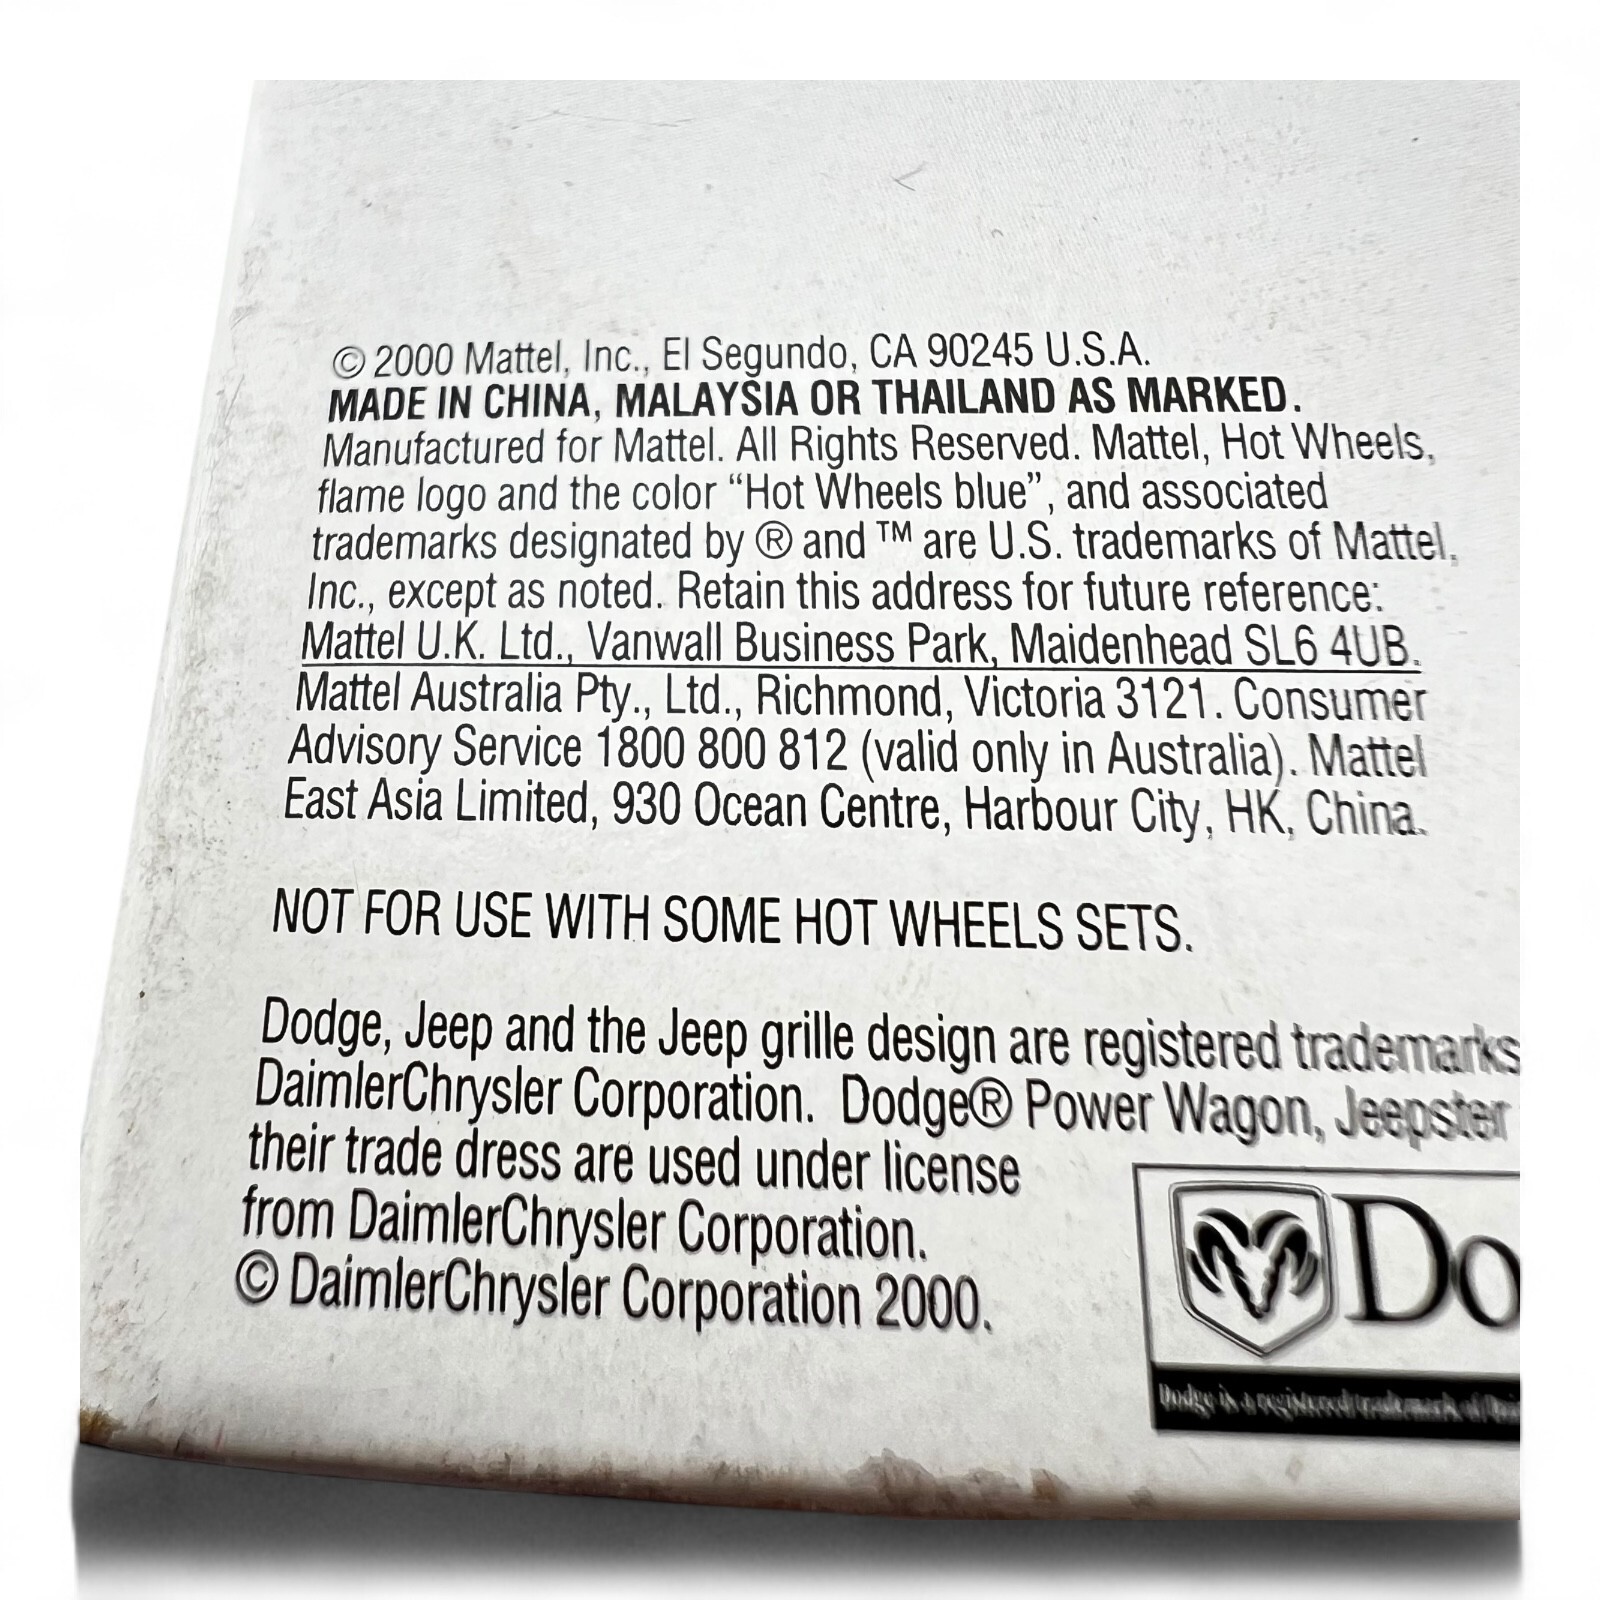 © 2000 Mattel, Inc., El Segundo, CA 90245 U.S.A.
MADE IN CHINA, MALAYSIA OR THAILAND AS MARKED.
Manufactured for Mattel. All Rights Reserved. Mattel, Hot Wheels,
flame logo and the color “Hot Wheels blue”, and associated
trademarks designated by ® and ™ are U.S. trademarks of Mattel,
Inc., except as noted. Retain this address for future reference:
Mattel U.K. Ltd., Vanwall Business Park, Maidenhead SL6 4UB.
Mattel Australia Pty., Ltd., Richmond, Victoria 3121. Consumer
Advisory Service 1800 800 812 (valid only in Australia). Mattel
East Asia Limited, 930 Ocean Centre, Harbour City, HK, China.
NOT FOR USE WITH SOME HOT WHEELS SETS.
Dodge, Jeep and the Jeep grille design are registered trademarks
DaimlerChrysler Corporation. Dodge® Power Wagon, Jeepster
their trade dress are used under license
from DaimlerChrysler Corporation.
© DaimlerChrysler Corporation 2000.
Do
Dodge is a registered trademark of